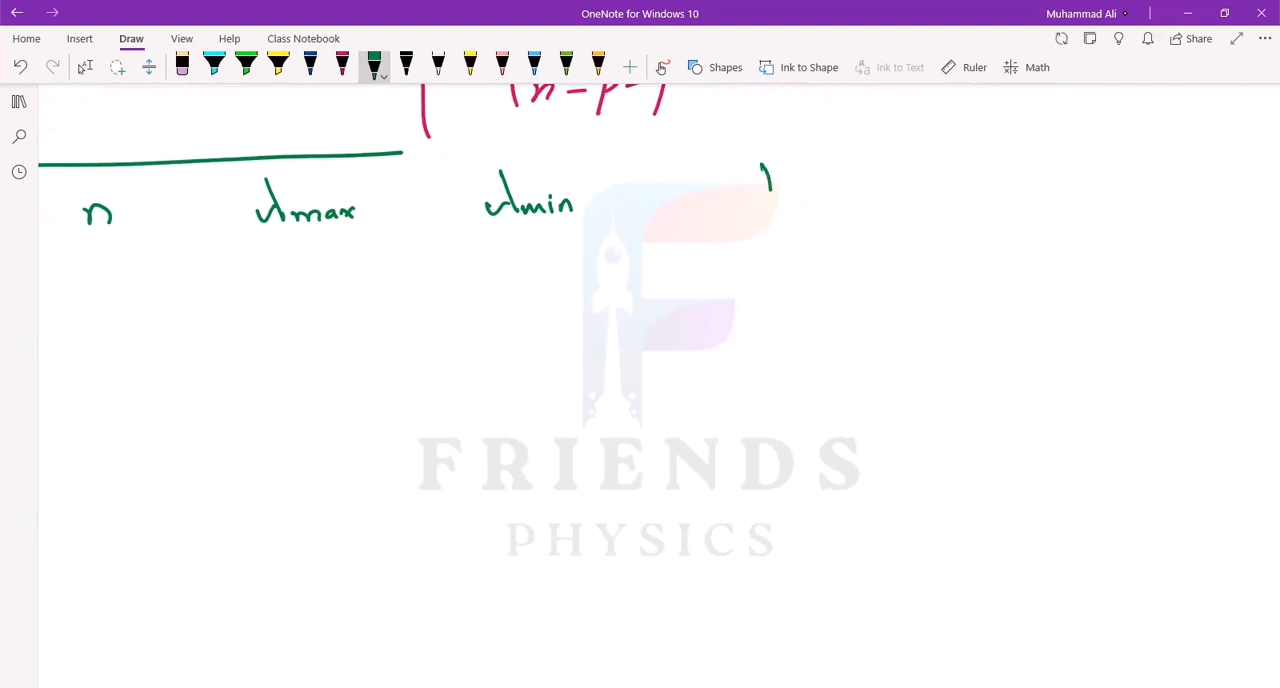 OneNote for Windows 10
Muhammad Ali
Home Insert Draw View Help Class Notebook
Share
Shapes Ink to Shape Ink to Text Ruler Math
n λmax λmin
FRIENDS
PHYSICS